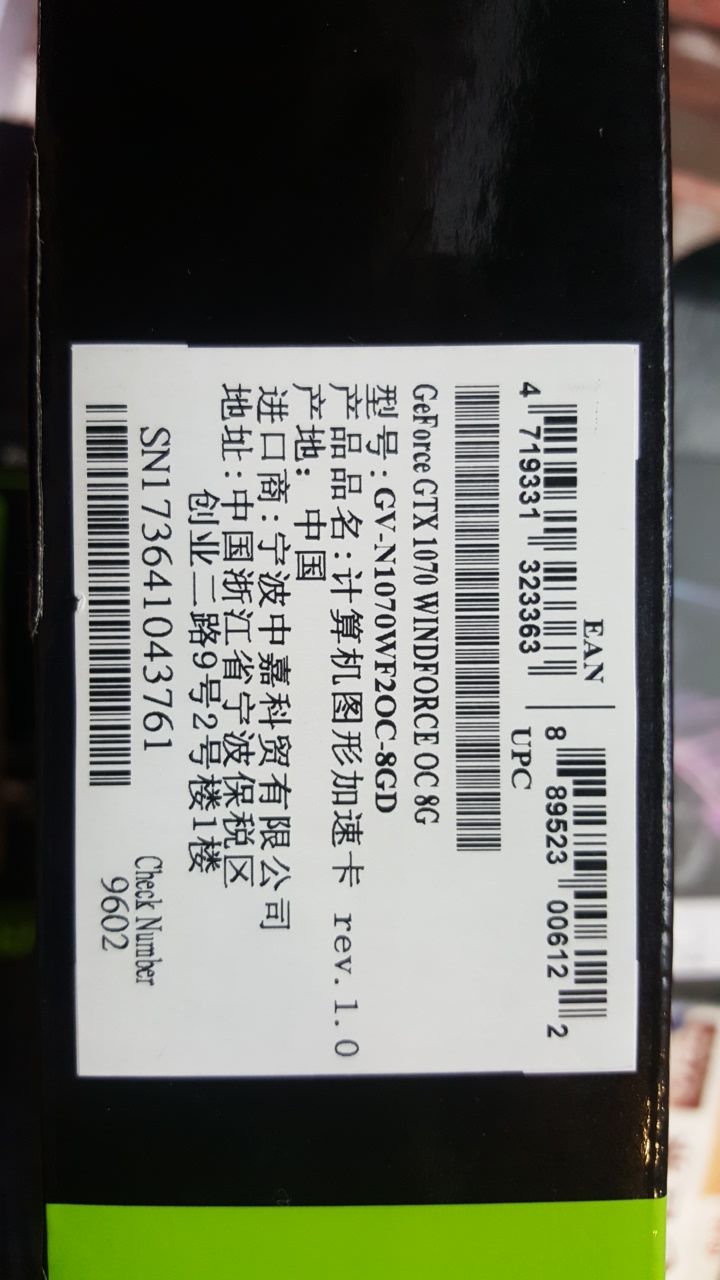 EAN
4 719331 323363
8 89523 00612 2
UPC
GeForce GTX 1070 WINDFORCE OC 8G
型号:GV-N1070WF2OC-8GD
产品品名:计算机图形加速卡 rev.1.0
产地: 中国
进口商:宁波中嘉科贸有限公司
地址:中国浙江省宁波保税区
创业二路9号2号楼1楼
SN173641043761
Check Number
9602